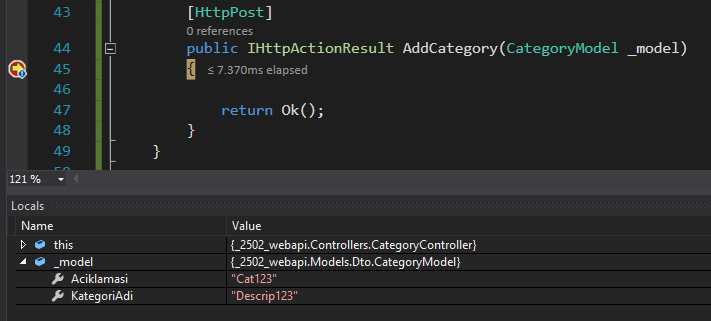 43 [HttpPost]
0 references
44 public IHttpActionResult AddCategory(CategoryModel _model)
45 { ≤ 7.370ms elapsed
46
47 return Ok();
48 }
49 }
121 %
Locals
Name Value
this {_2502_webapi.Controllers.CategoryController}
_model {_2502_webapi.Models.Dto.CategoryModel}
Aciklamasi "Cat123"
KategoriAdi "Descrip123"